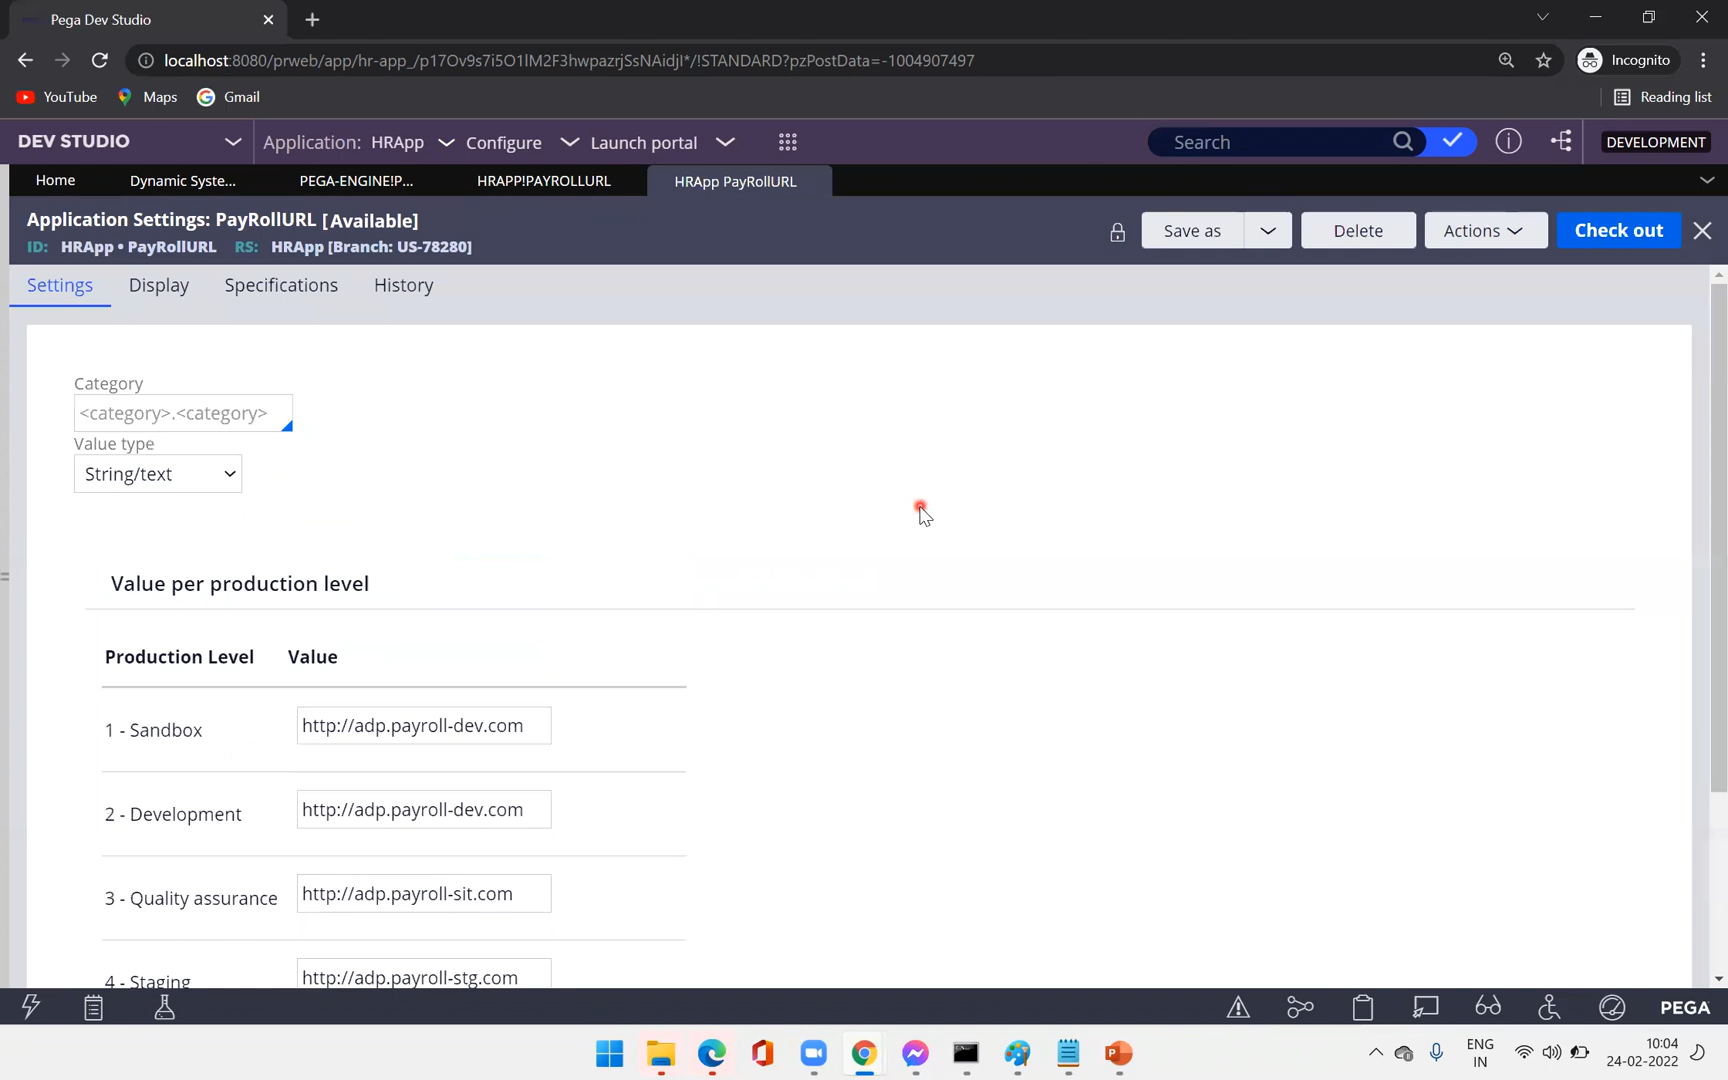 Pega Dev Studio
localhost:8080/prweb/app/hr-app_/p17Ov9s7i5O1lM2F3hwpazrjSsNAidjI*/!STANDARD?pzPostData=-1004907497
Incognito
YouTube Maps Gmail Reading list
DEV STUDIO Application: HRApp Configure Launch portal Search DEVELOPMENT
Home Dynamic Syste... PEGA-ENGINE!P... HRAPP!PAYROLLURL HRApp PayRollURL
Application Settings: PayRollURL [Available]
ID: HRApp • PayRollURL RS: HRApp [Branch: US-78280]
Save as Delete Actions Check out
Settings Display Specifications History
Category
<category>.<category>
Value type
String/text
Value per production level
Production Level Value
1 - Sandbox http://adp.payroll-dev.com
2 - Development http://adp.payroll-dev.com
3 - Quality assurance http://adp.payroll-sit.com
4 - Staging http://adp.payroll-stg.com
PEGA
ENG
IN
10:04
24-02-2022